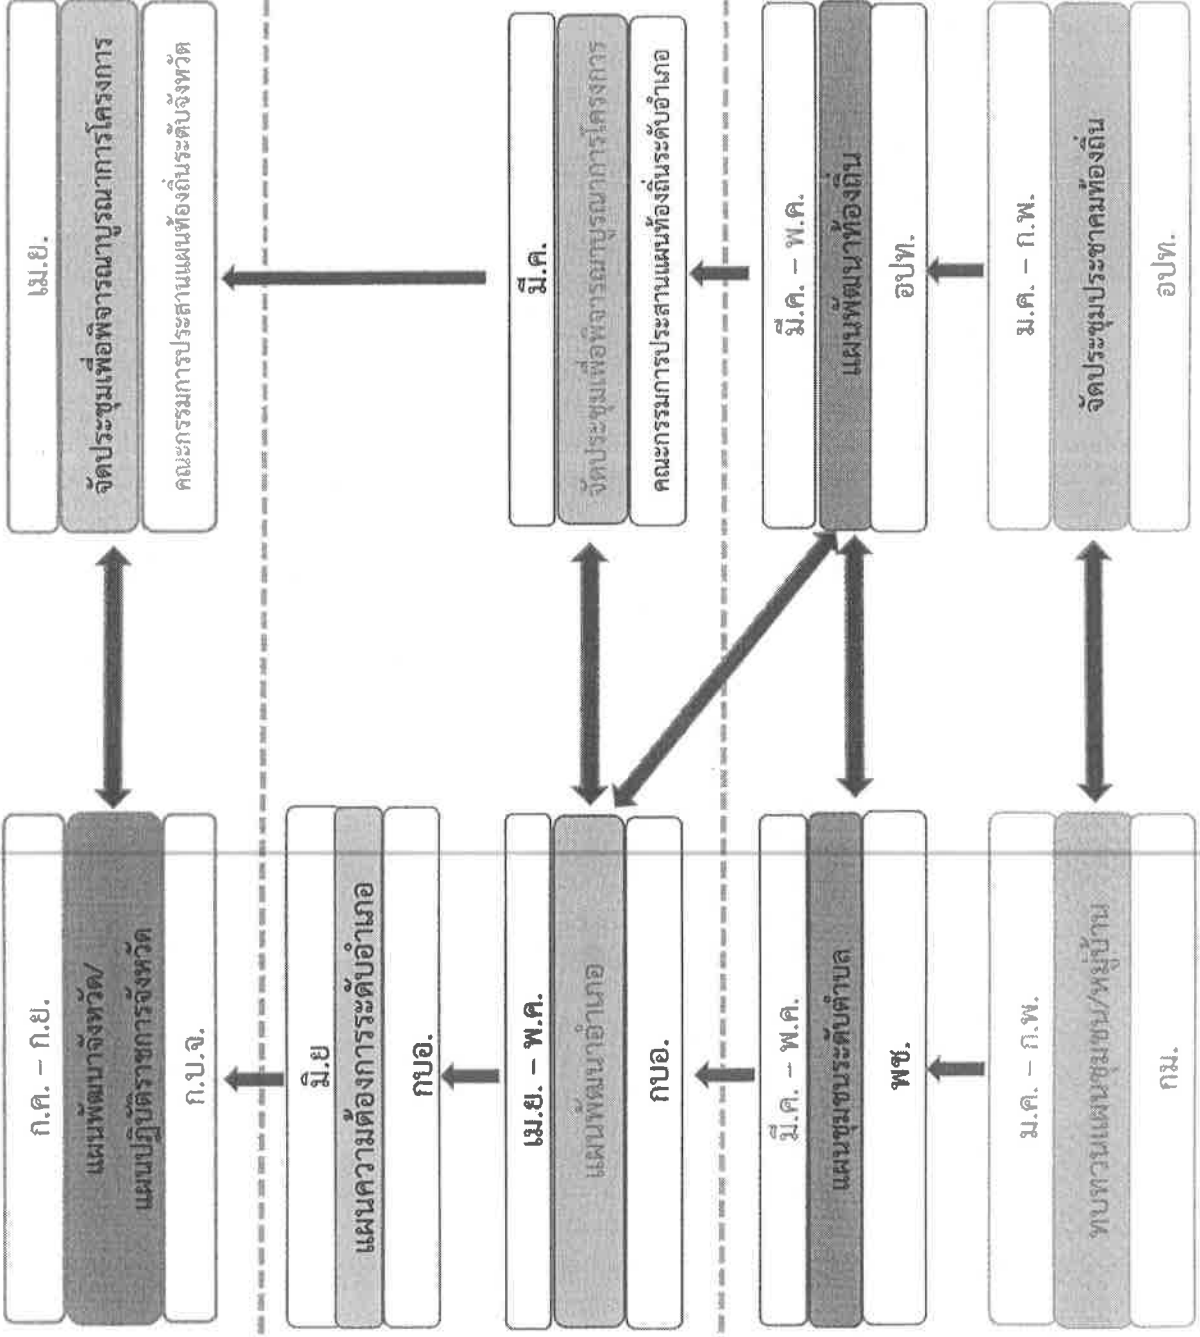 ก.ค. – ก.ย.
แผนพัฒนาจังหวัด/
แผนปฏิบัติราชการจังหวัด
ก.บ.จ.
เม.ย.
จัดประชุมเพื่อพิจารณาบูรณาการโครงการ
คณะกรรมการประสานแผนท้องถิ่นระดับจังหวัด
มิ.ย
แผนความต้องการระดับอำเภอ
กบอ.
เม.ย. – พ.ค.
แผนพัฒนาอำเภอ
กบอ.
มี.ค.
จัดประชุมเพื่อพิจารณาบูรณาการโครงการ
คณะกรรมการประสานแผนท้องถิ่นระดับอำเภอ
มี.ค. – พ.ค.
แผนชุมชนระดับตำบล
พช.
มี.ค. – พ.ค.
แผนพัฒนาท้องถิ่น
อปท.
ม.ค. – ก.พ.
ทบทวนแผนชุมชน/หมู่บ้าน
กม.
ม.ค. – ก.พ.
จัดประชุมประชาคมท้องถิ่น
อปท.